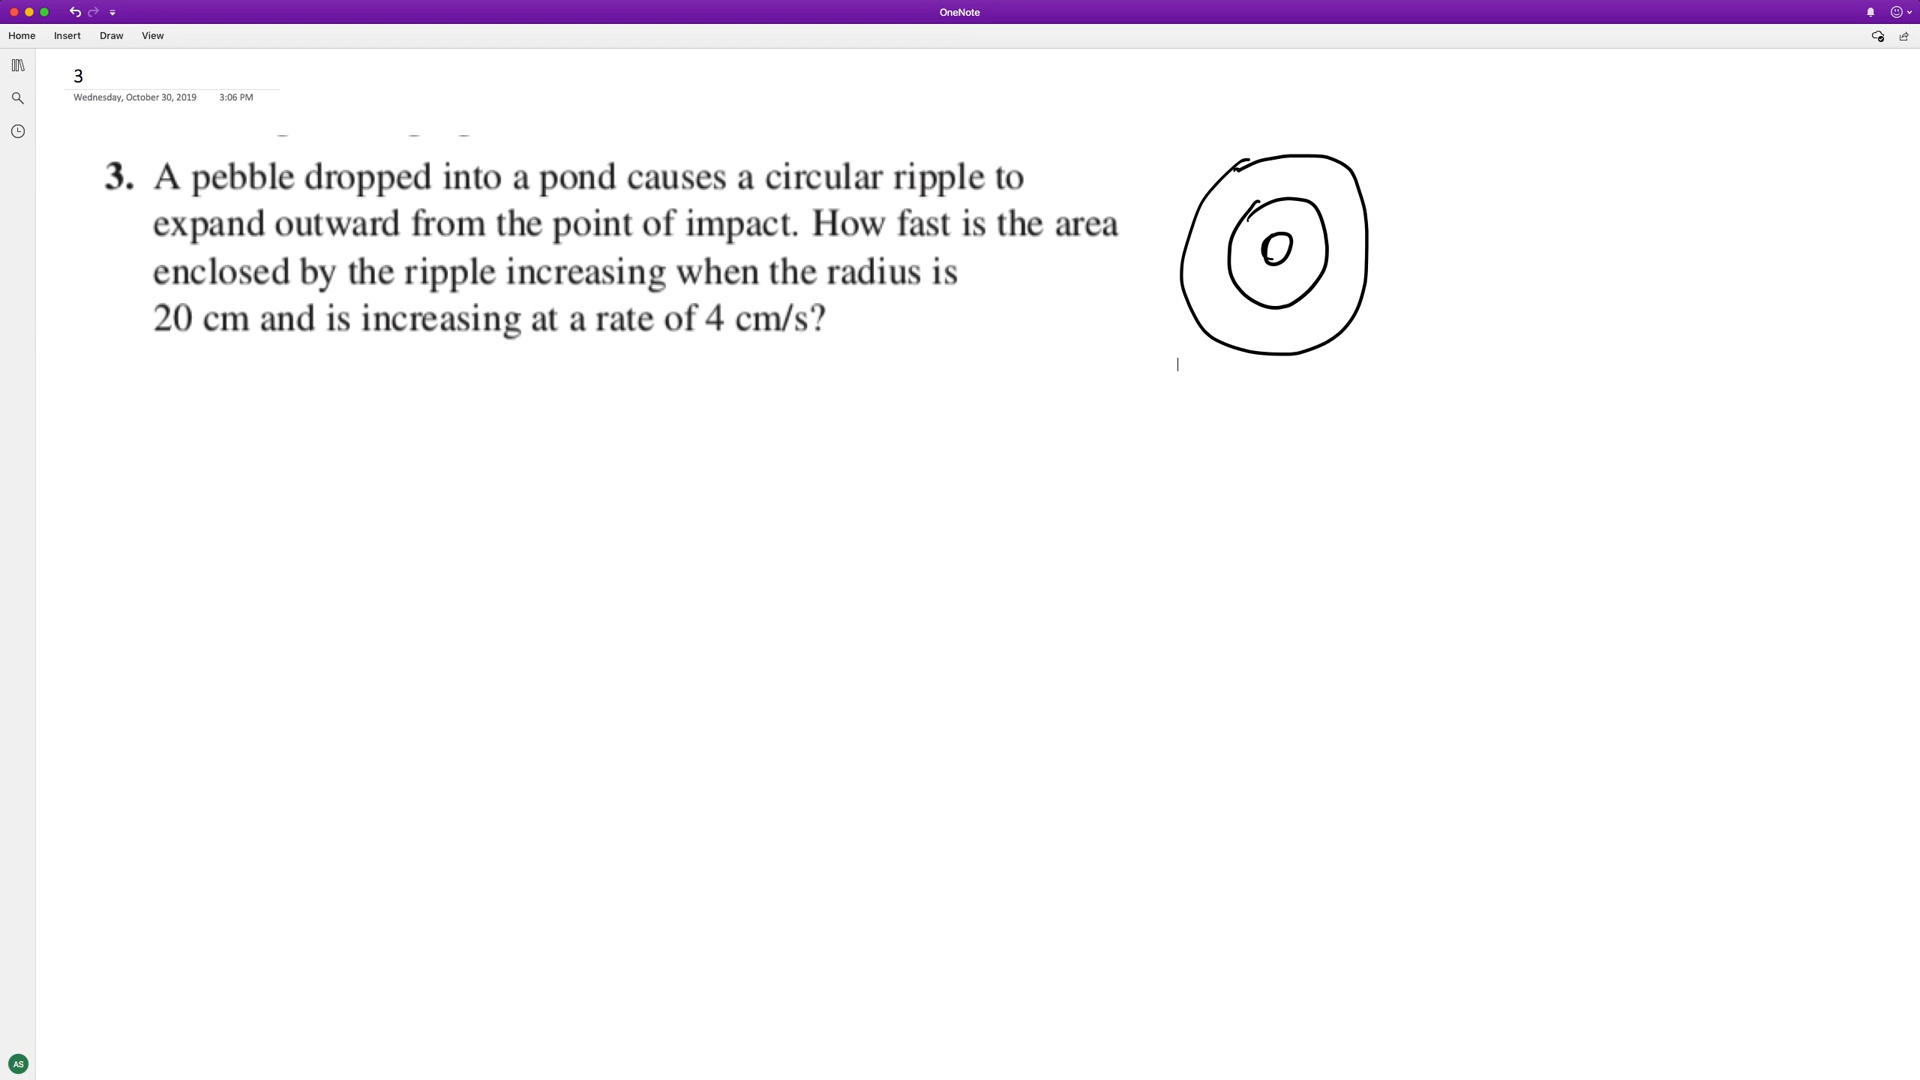 OneNote
Home Insert Draw View
3
Wednesday, October 30, 2019 3:06 PM
3. A pebble dropped into a pond causes a circular ripple to
expand outward from the point of impact. How fast is the area
enclosed by the ripple increasing when the radius is
20 cm and is increasing at a rate of 4 cm/s?
AS